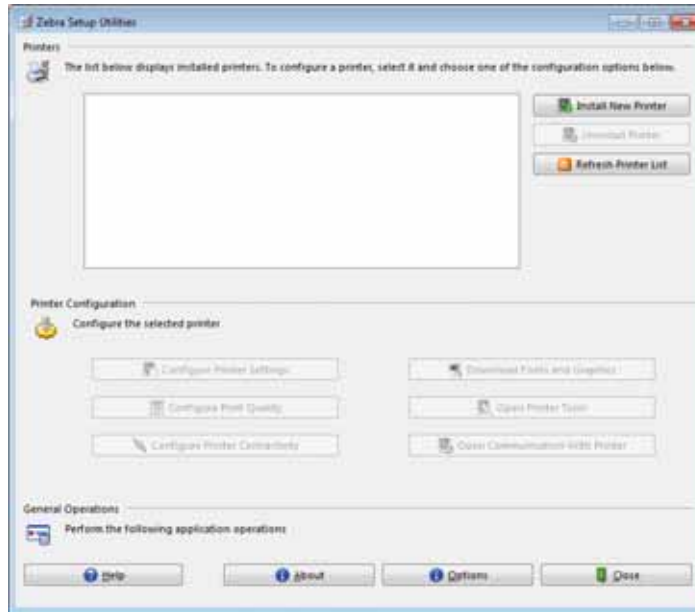 Zebra Setup Utilities
Printers
The list below displays installed printers. To configure a printer, select it and choose one of the configuration options below.
Install New Printer
Uninstall Printer
Refresh Printer List
Printer Configuration
Configure the selected printer
Configure Printer Settings
Download Fonts and Graphics
Configure Print Quality
Open Printer Tools
Configure Printer Connectivity
Open Communication With Printer
General Operations
Perform the following application operations
Help
About
Options
Close